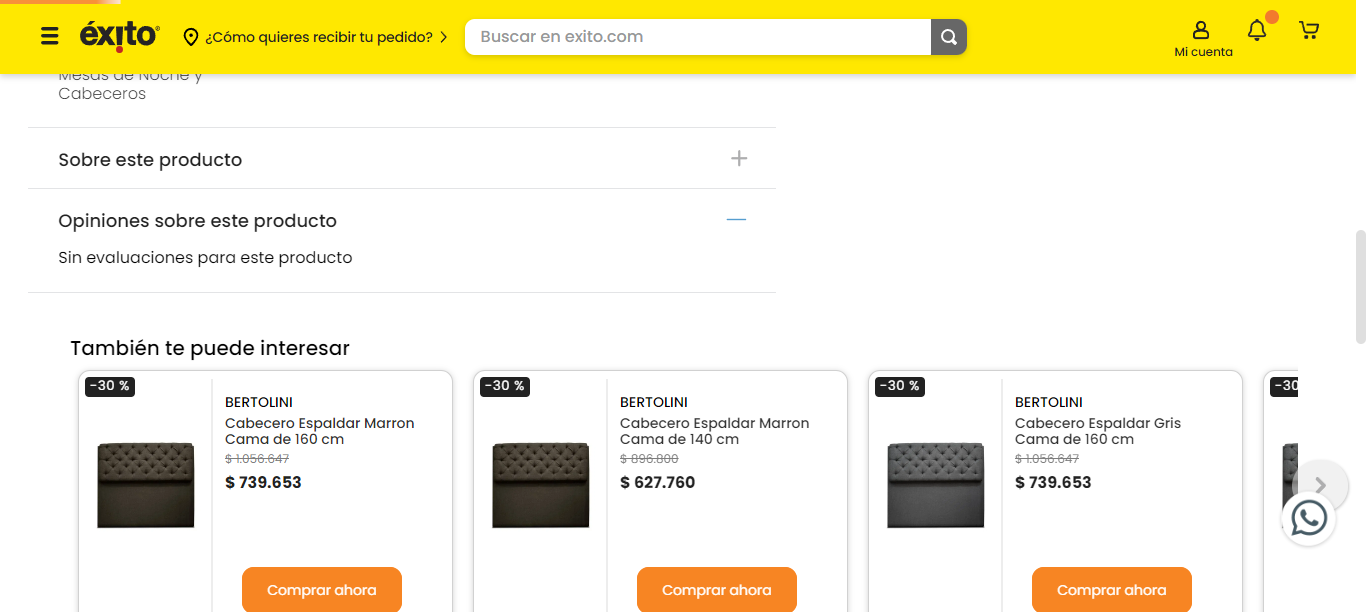 éxito
¿Cómo quieres recibir tu pedido?
Buscar en exito.com
Mi cuenta
Mesas de Noche y
Cabeceros
Sobre este producto
Opiniones sobre este producto
Sin evaluaciones para este producto
También te puede interesar
-30 %
BERTOLINI
Cabecero Espaldar Marron
Cama de 160 cm
$ 1.056.647
$ 739.653
Comprar ahora
-30 %
BERTOLINI
Cabecero Espaldar Marron
Cama de 140 cm
$ 896.800
$ 627.760
Comprar ahora
-30 %
BERTOLINI
Cabecero Espaldar Gris
Cama de 160 cm
$ 1.056.647
$ 739.653
Comprar ahora
-30